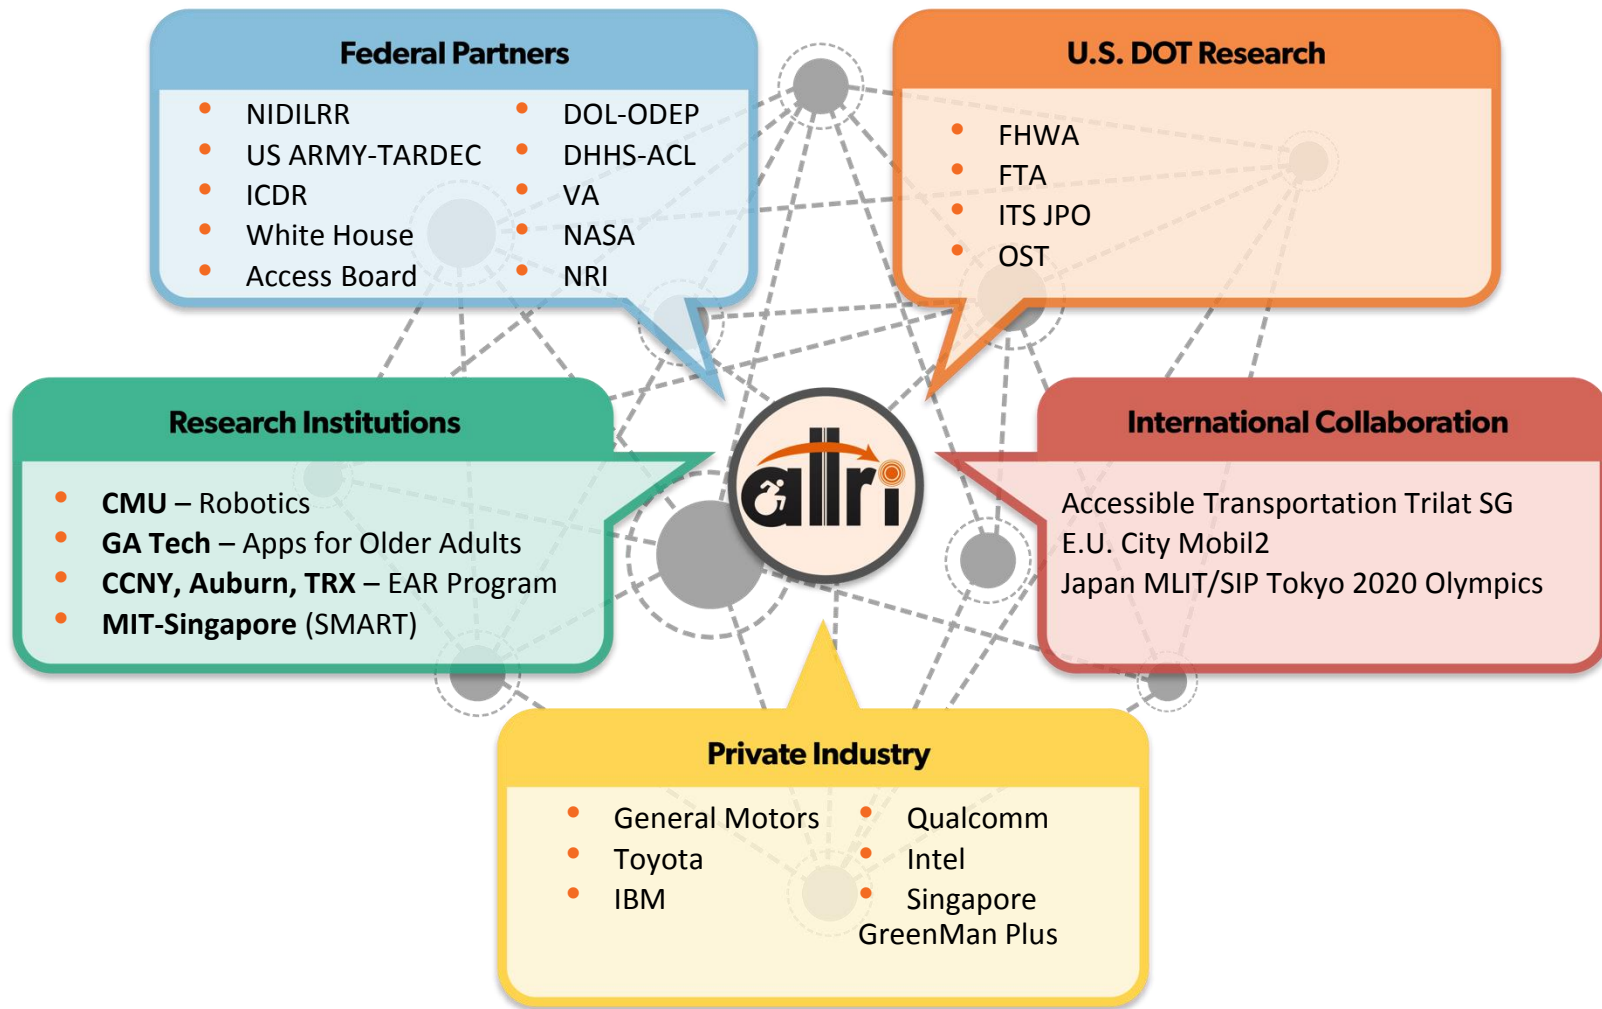 Federal Partners
• NIDILRR
• US ARMY-TARDEC
• ICDR
• White House
• Access Board
• DOL-ODEP
• DHHS-ACL
• VA
• NASA
• NRI
U.S. DOT Research
• FHWA
• FTA
• ITS JPO
• OST
Research Institutions
• CMU – Robotics
• GA Tech – Apps for Older Adults
• CCNY, Auburn, TRX – EAR Program
• MIT-Singapore (SMART)
allri
International Collaboration
Accessible Transportation Trilat SG
E.U. City Mobil2
Japan MLIT/SIP Tokyo 2020 Olympics
Private Industry
• General Motors
• Toyota
• IBM
• Qualcomm
• Intel
• Singapore
GreenMan Plus